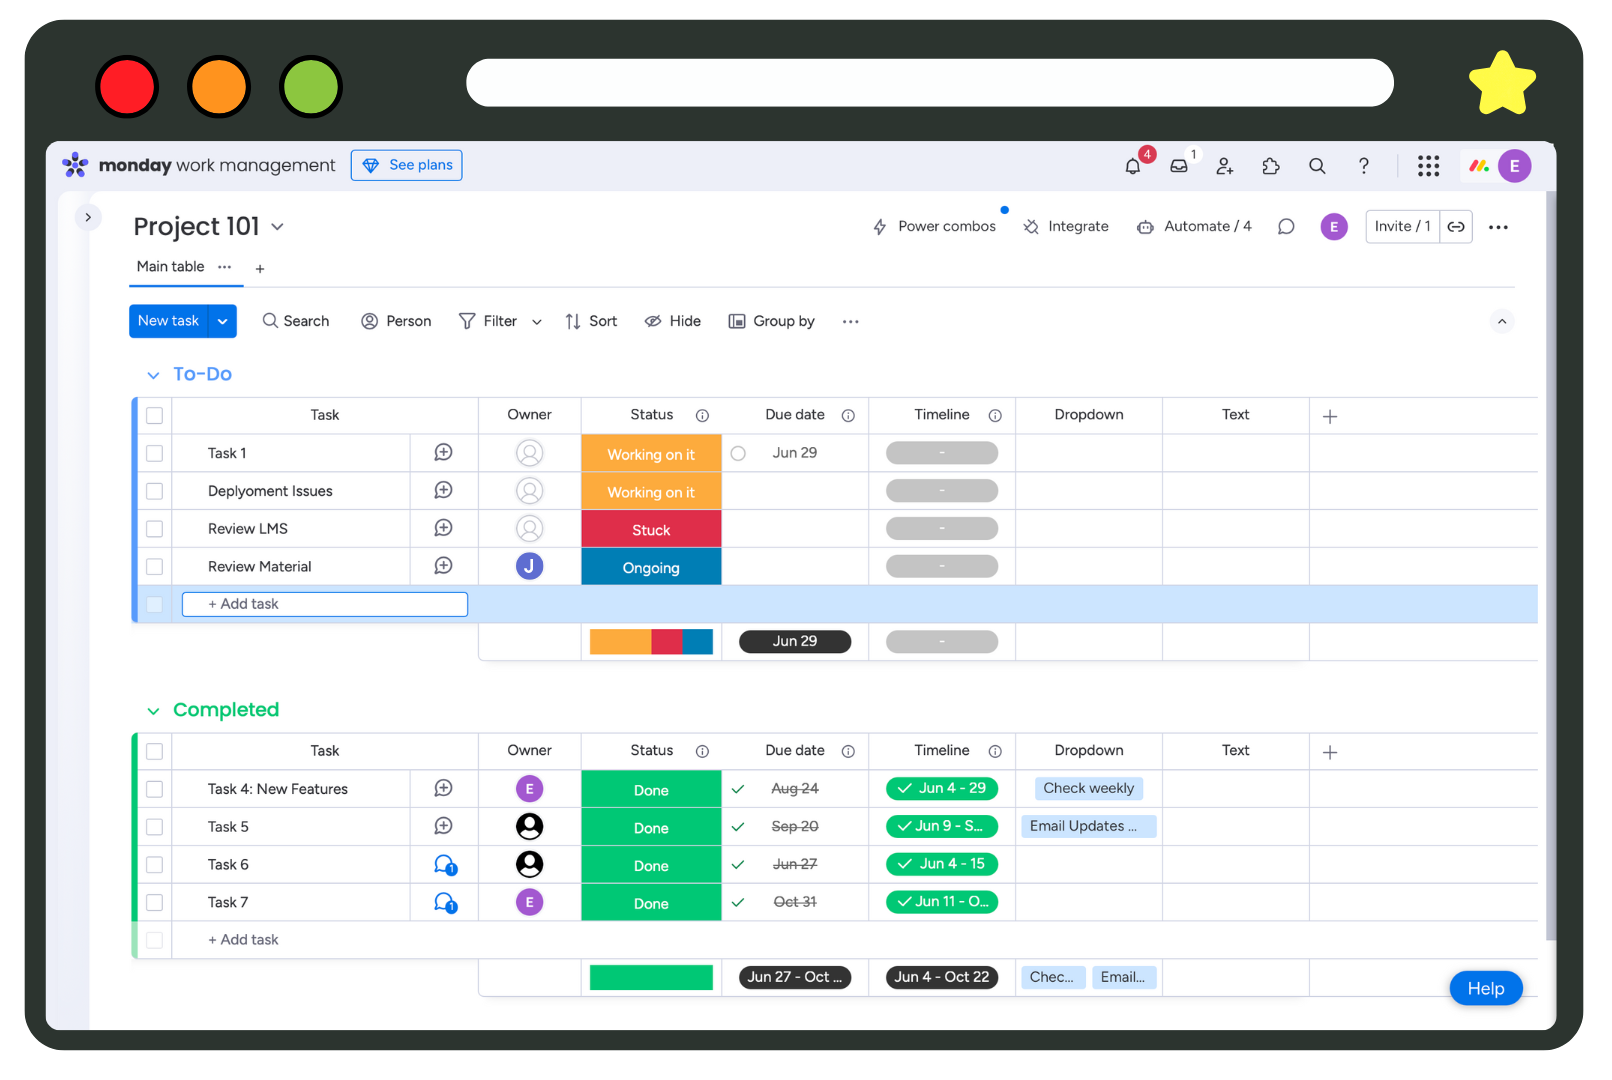 monday work management See plans 4 1 E
Project 101 Power combos Integrate Automate / 4 E Invite / 1
Main table
New task Search Person Filter Sort Hide Group by
To-Do
Task Owner Status Due date Timeline Dropdown Text
Task 1 Working on it Jun 29 -
Deplyoment Issues Working on it -
Review LMS Stuck -
Review Material J Ongoing -
+ Add task
Jun 29 -
Completed
Task Owner Status Due date Timeline Dropdown Text
Task 4: New Features E Done Aug 24 Jun 4 - 29 Check weekly
Task 5 Done Sep 20 Jun 9 - S... Email Updates ...
Task 6 1 Done Jun 27 Jun 4 - 15
Task 7 1 E Done Oct 31 Jun 11 - O...
+ Add task
Jun 27 - Oct ... Jun 4 - Oct 22 Chec... Email...
Help